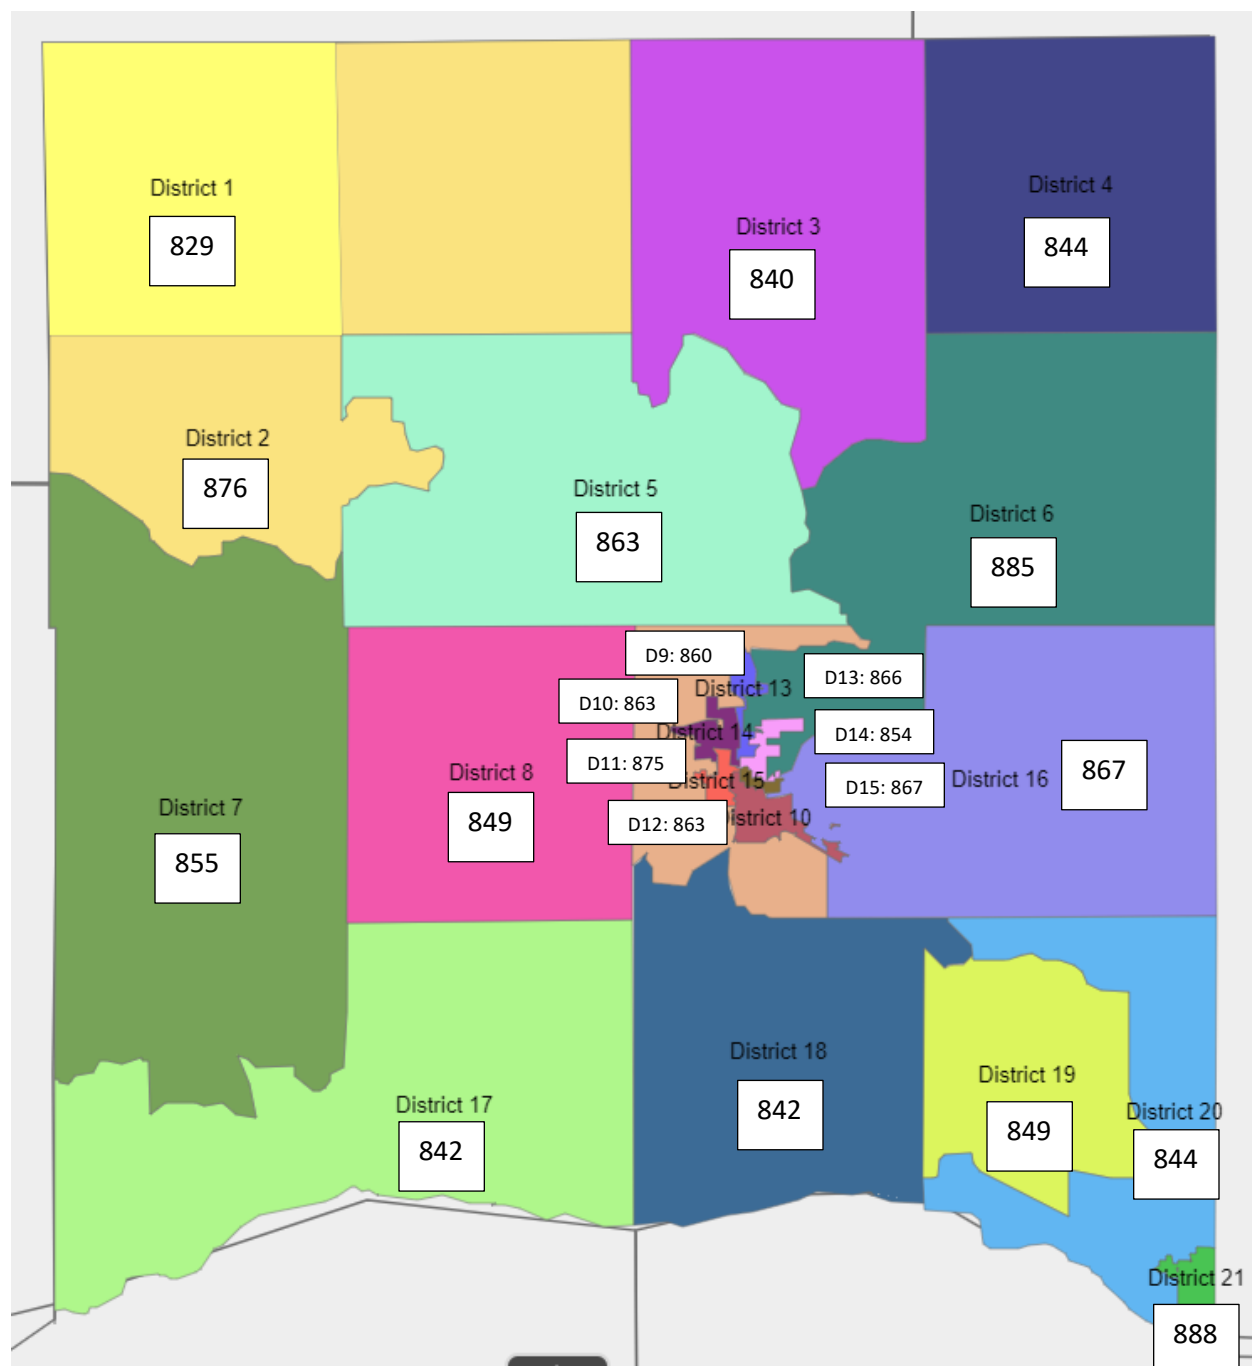 District 1
829
District 3
840
District 4
844
District 2
876
District 5
863
District 6
885
D9: 860
District 13
D13: 866
D10: 863
District 14
D14: 854
D11: 875
District 15
D15: 867
District 8
849
District 16
867
D12: 863
District 10
District 7
855
District 18
842
District 17
842
District 19
849
District 20
844
District 21
888